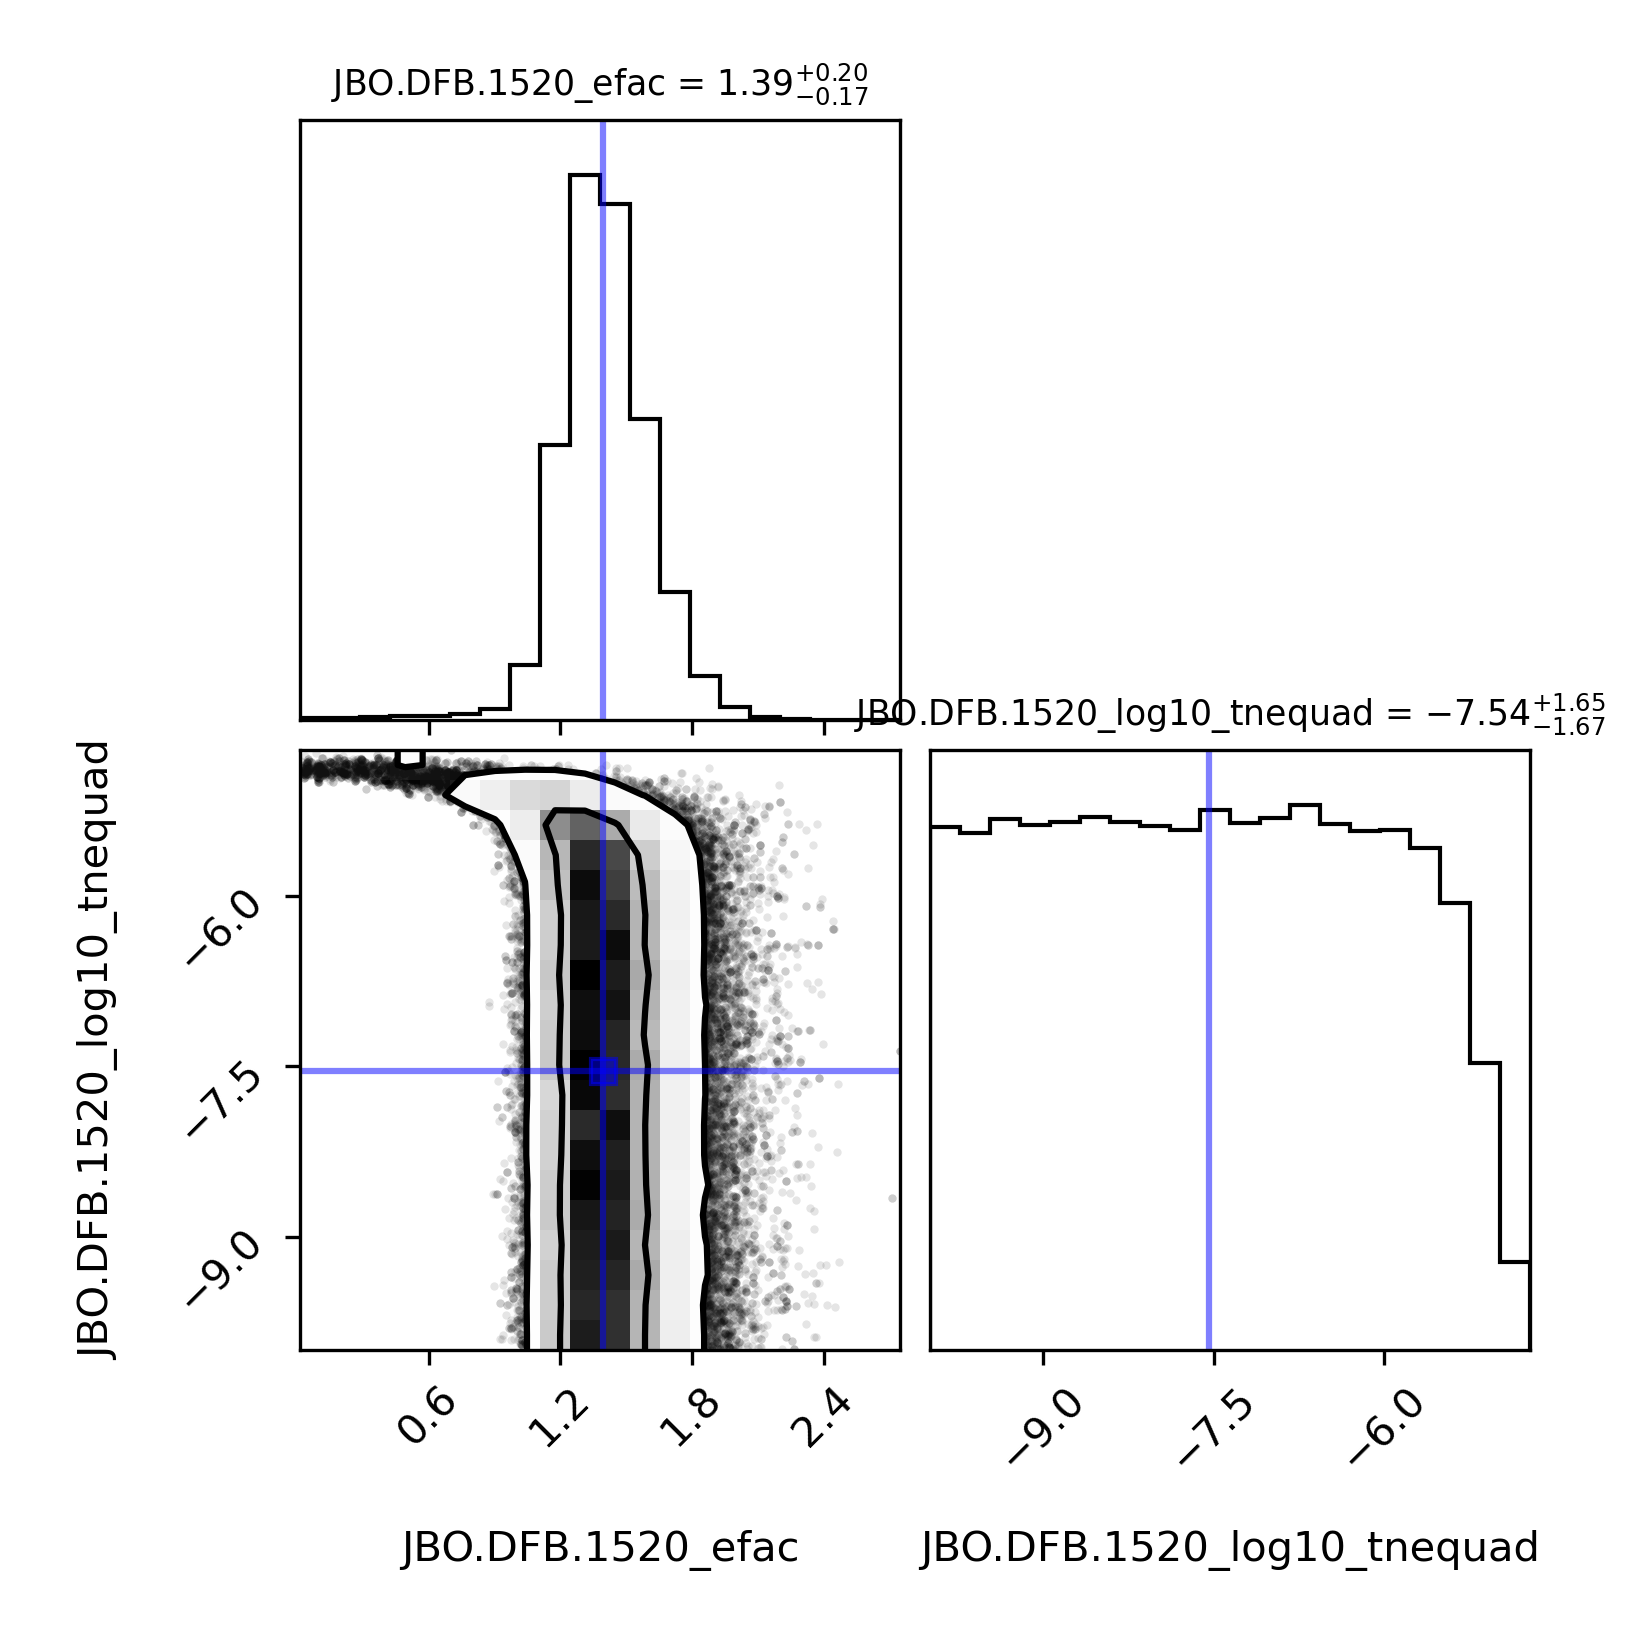 JBO.DFB.1520_efac = 1.39 +0.20 −0.17
JBO.DFB.1520_log10_tnequad = −7.54 +1.65 −1.67
JBO.DFB.1520_log10_tnequad
−6.0
−7.5
−9.0
0.6 1.2 1.8 2.4
−9.0 −7.5 −6.0
JBO.DFB.1520_efac
JBO.DFB.1520_log10_tnequad